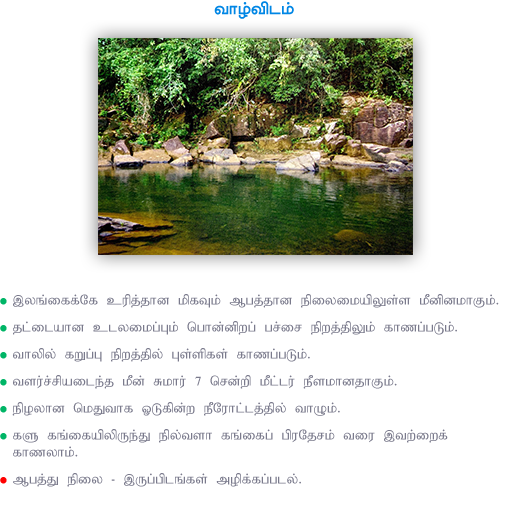 வாழ்விடம்
இலங்கைக்கே உரித்தான மிகவும் ஆபத்தான நிலைமையிலுள்ள மீனினமாகும்.
தட்டையான உடலமைப்பும் பொன்னிறப் பச்சை நிறத்திலும் காணப்படும்.
வாலில் கறுப்பு நிறத்தில் புள்ளிகள் காணப்படும்.
வளர்ச்சியடைந்த மீன் சுமார் 7 சென்றி மீட்டர் நீளமானதாகும்.
நிழலான மெதுவாக ஓடுகின்ற நீரோட்டத்தில் வாழும்.
களு கங்கையிலிருந்து நில்வளா கங்கைப் பிரதேசம் வரை இவற்றைக்
காணலாம்.
ஆபத்து நிலை - இருப்பிடங்கள் அழிக்கப்படல்.